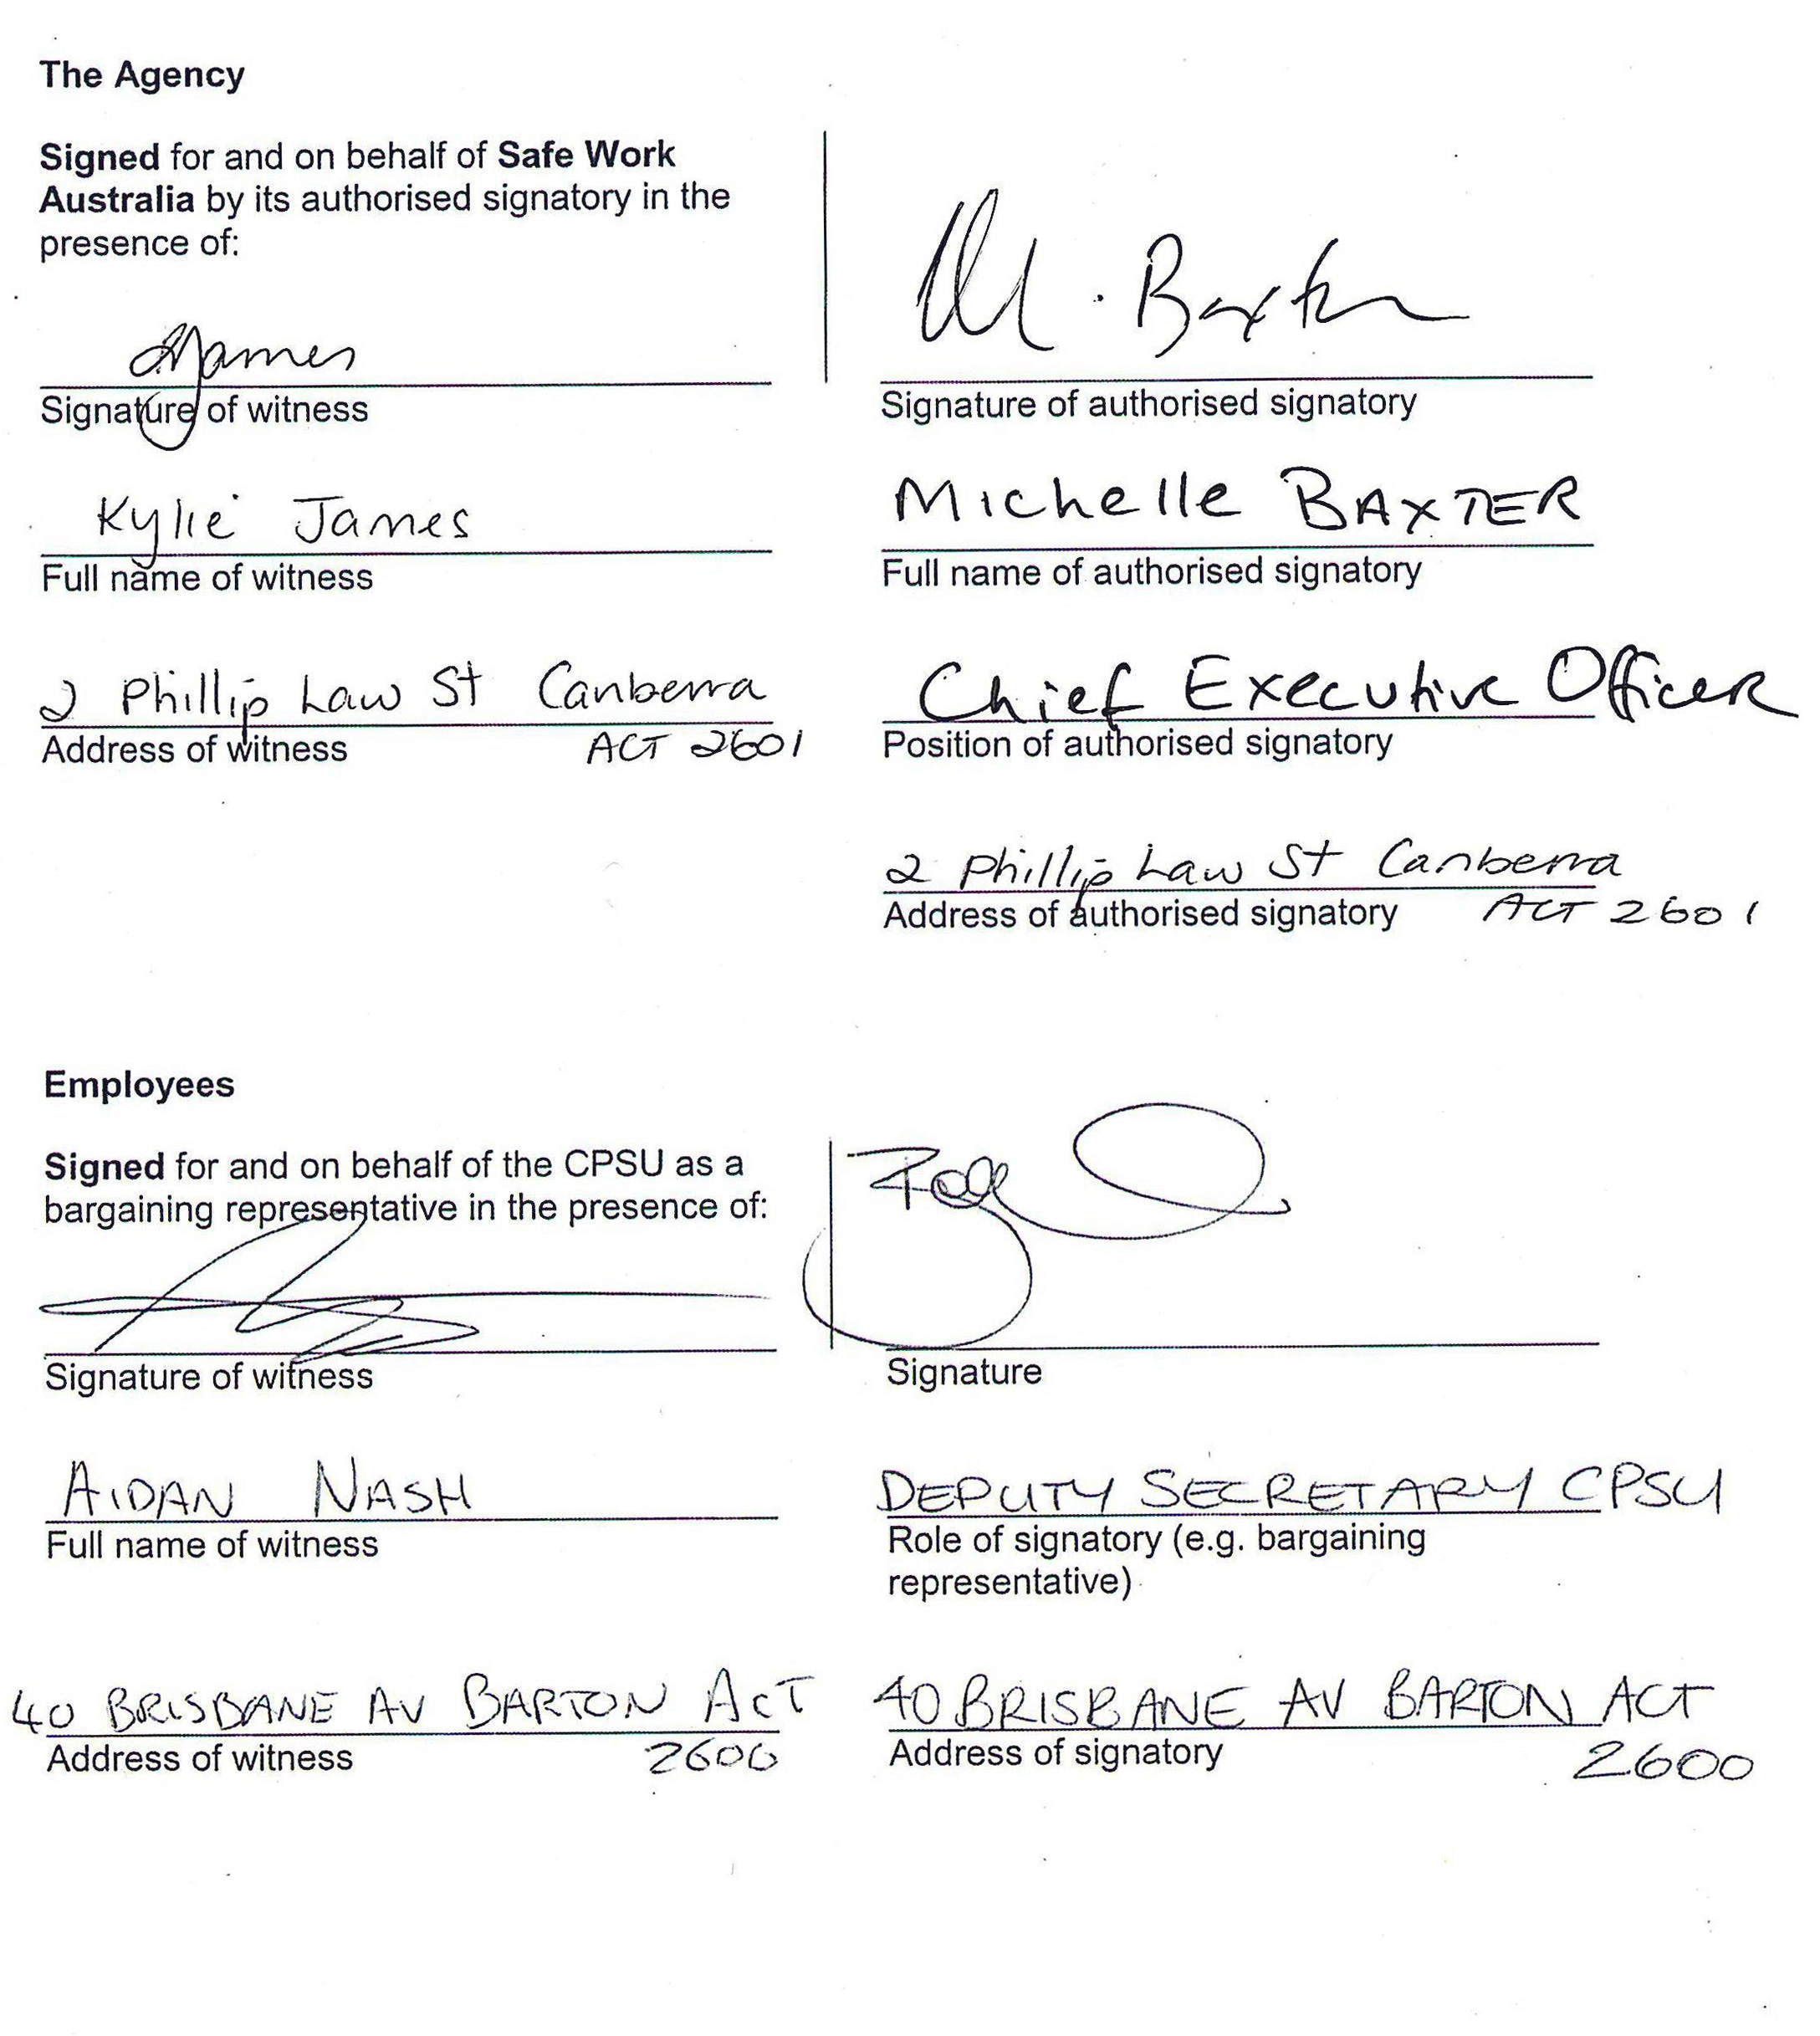 The Agency
Signed for and on behalf of Safe Work
Australia by its authorised signatory in the
presence of:
M. Baxter
James
Signature of witness
Signature of authorised signatory
Kylie James
Michelle BAXTER
Full name of witness
Full name of authorised signatory
2 Phillip Law St Canberra
Chief Executive Officer
Address of witness ACT 2601
Position of authorised signatory
2 Phillip Law St Canberra
Address of authorised signatory ACT 2601
Employees
Signed for and on behalf of the CPSU as a
bargaining representative in the presence of:
Signature of witness
Signature
AIDAN NASH
DEPUTY SECRETARY CPSU
Full name of witness
Role of signatory (e.g. bargaining
representative)
40 BRISBANE AV BARTON ACT
40 BRISBANE AV BARTON ACT
Address of witness 2600
Address of signatory 2600